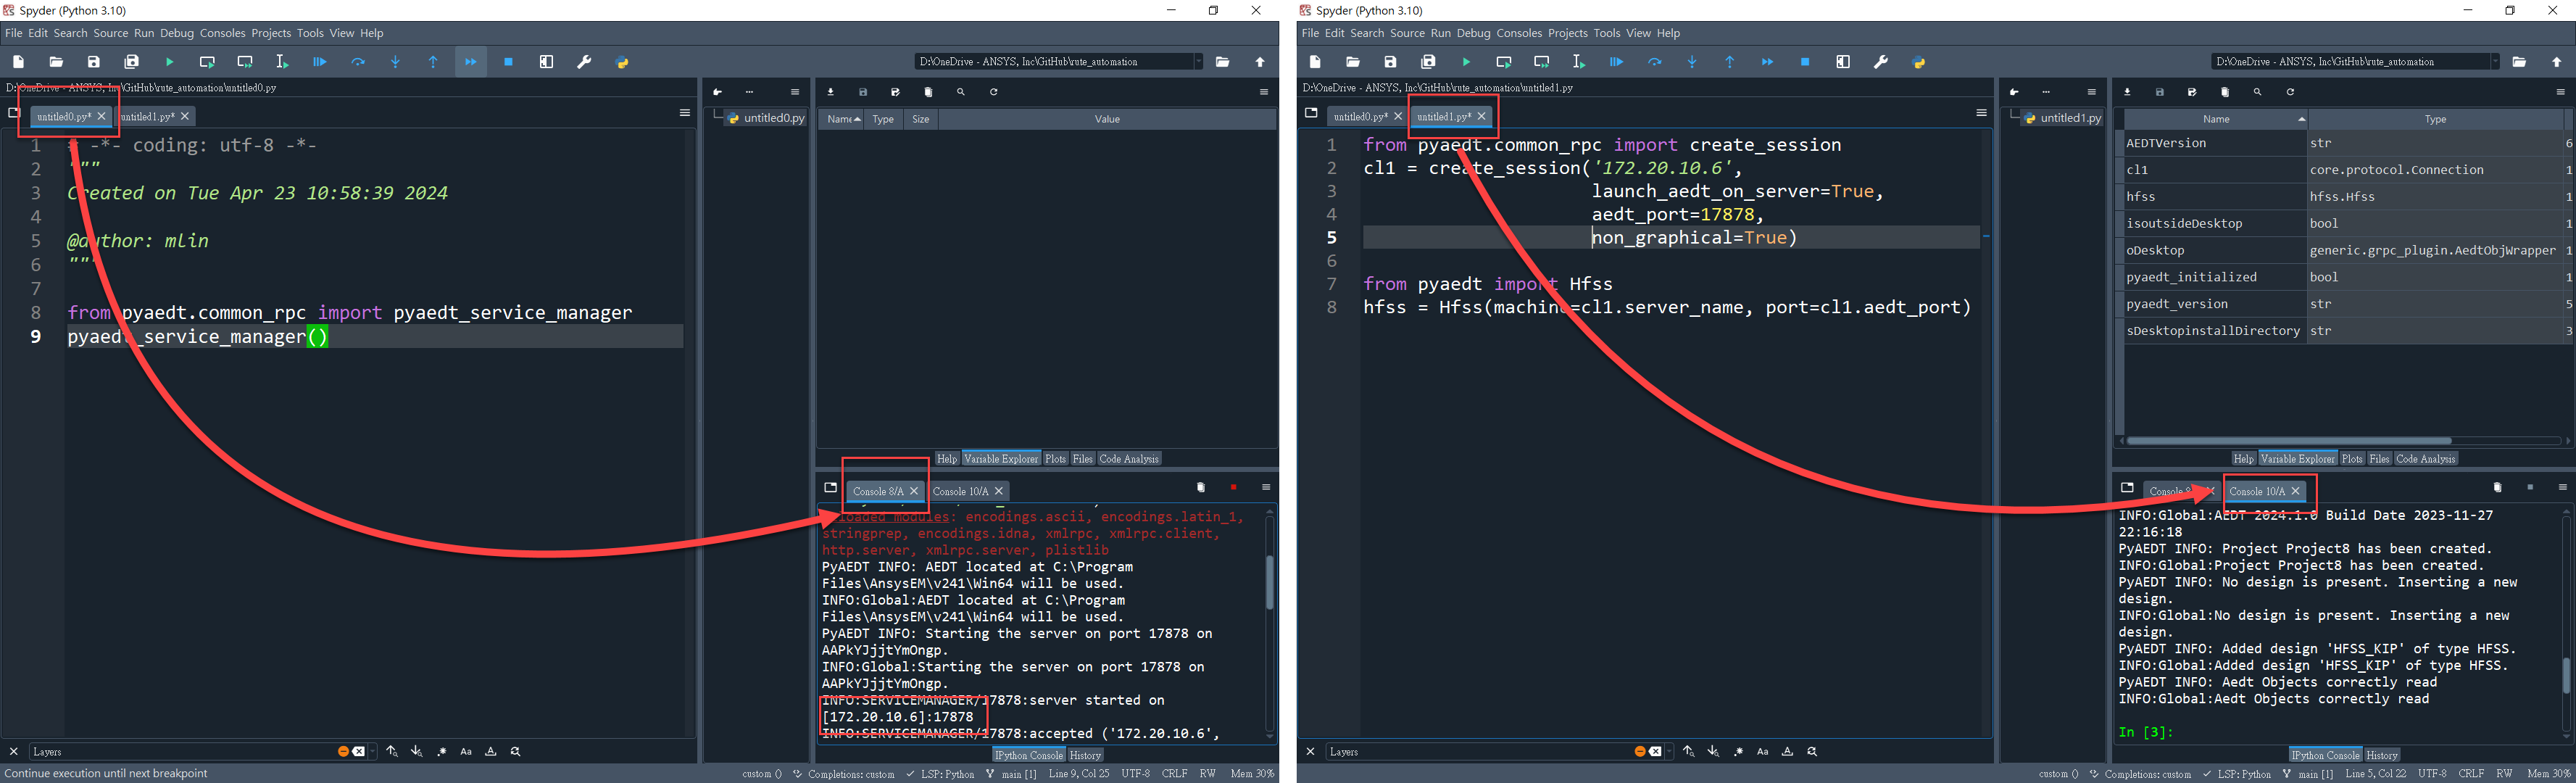 Spyder (Python 3.10)
File Edit Search Source Run Debug Consoles Projects Tools View Help
D:\OneDrive - ANSYS, Inc\GitHub\rute_automation
D:\OneDrive - ANSYS, Inc\GitHub\rute_automation\untitled0.py
untitled0.py*
untitled1.py*
1 # -*- coding: utf-8 -*-
2 """
3 Created on Tue Apr 23 10:58:39 2024
4
5 @author: mlin
6 """
7
8 from pyaedt.common_rpc import pyaedt_service_manager
9 pyaedt_service_manager()
untitled0.py
Name Type Size Value
Help Variable Explorer Plots Files Code Analysis
Console 8/A Console 10/A
loaded modules: encodings.ascii, encodings.latin_1,
stringprep, encodings.idna, xmlrpc, xmlrpc.client,
http.server, xmlrpc.server, plistlib
PyAEDT INFO: AEDT located at C:\Program
Files\AnsysEM\v241\Win64 will be used.
INFO:Global:AEDT located at C:\Program
Files\AnsysEM\v241\Win64 will be used.
PyAEDT INFO: Starting the server on port 17878 on
AAPkYJjjtYmOngp.
INFO:Global:Starting the server on port 17878 on
AAPkYJjjtYmOngp.
INFO:SERVICEMANAGER/17878:server started on
[172.20.10.6]:17878
INFO:SERVICEMANAGER/17878:accepted ('172.20.10.6',
IPython Console History
Layers
Aa
Continue execution until next breakpoint
custom () Completions: custom LSP: Python main [1] Line 9, Col 25 UTF-8 CRLF RW Mem 30%
Spyder (Python 3.10)
File Edit Search Source Run Debug Consoles Projects Tools View Help
D:\OneDrive - ANSYS, Inc\GitHub\rute_automation
D:\OneDrive - ANSYS, Inc\GitHub\rute_automation\untitled1.py
untitled0.py* untitled1.py*
1 from pyaedt.common_rpc import create_session
2 cl1 = create_session('172.20.10.6',
3 launch_aedt_on_server=True,
4 aedt_port=17878,
5 non_graphical=True)
6
7 from pyaedt import Hfss
8 hfss = Hfss(machine=cl1.server_name, port=cl1.aedt_port)
untitled1.py
Name Type
AEDTVersion str 6
cl1 core.protocol.Connection 1
hfss hfss.Hfss 1
isoutsideDesktop bool 1
oDesktop generic.grpc_plugin.AedtObjWrapper 1
pyaedt_initialized bool 1
pyaedt_version str 5
sDesktopinstallDirectory str 3
Help Variable Explorer Plots Files Code Analysis
Console Console 10/A
INFO:Global:AEDT 2024.1.0 Build Date 2023-11-27
22:16:18
PyAEDT INFO: Project Project8 has been created.
INFO:Global:Project Project8 has been created.
PyAEDT INFO: No design is present. Inserting a new
design.
INFO:Global:No design is present. Inserting a new
design.
PyAEDT INFO: Added design 'HFSS_KIP' of type HFSS.
INFO:Global:Added design 'HFSS_KIP' of type HFSS.
PyAEDT INFO: Aedt Objects correctly read
INFO:Global:Aedt Objects correctly read
In [3]:
IPython Console History
Layers
Aa
custom () Completions: custom LSP: Python main [1] Line 5, Col 22 UTF-8 CRLF RW Mem 30%